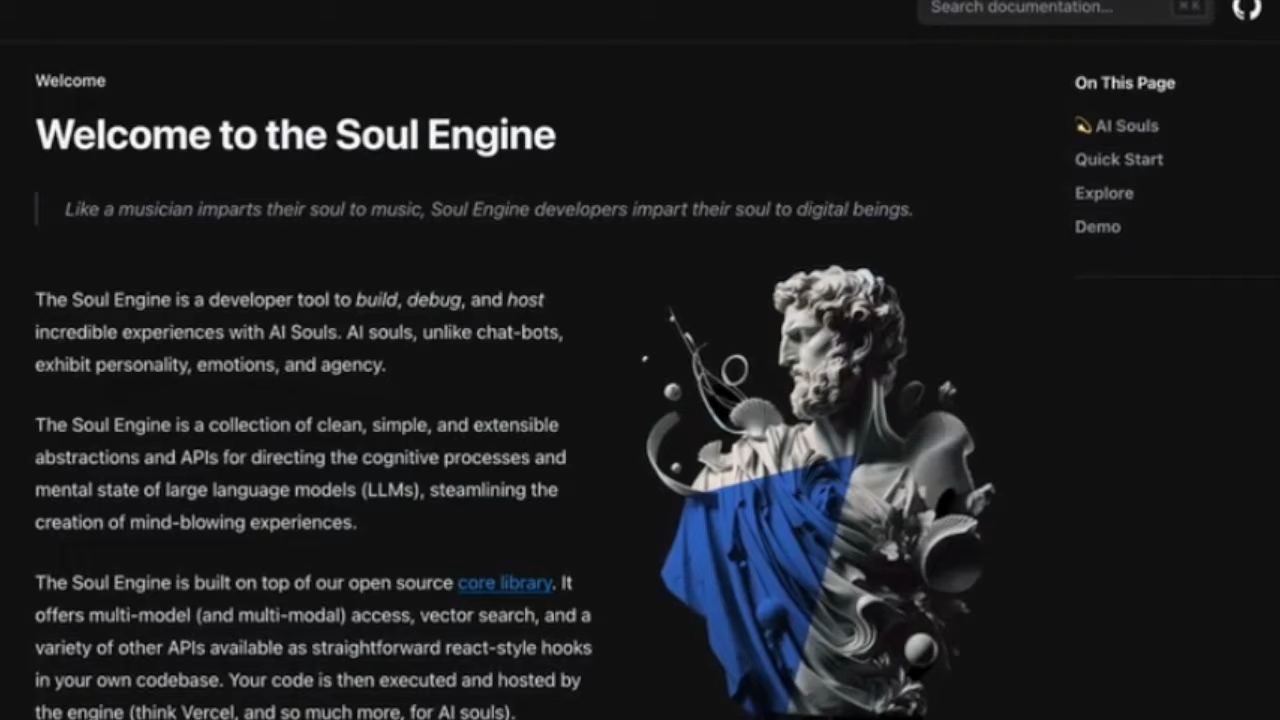 Search documentation...
⌘ K
Welcome
Welcome to the Soul Engine
Like a musician imparts their soul to music, Soul Engine developers impart their soul to digital beings.
The Soul Engine is a developer tool to build, debug, and host
incredible experiences with AI Souls. AI souls, unlike chat-bots,
exhibit personality, emotions, and agency.
The Soul Engine is a collection of clean, simple, and extensible
abstractions and APIs for directing the cognitive processes and
mental state of large language models (LLMs), steamlining the
creation of mind-blowing experiences.
The Soul Engine is built on top of our open source core library. It
offers multi-model (and multi-modal) access, vector search, and a
variety of other APIs available as straightforward react-style hooks
in your own codebase. Your code is then executed and hosted by
the engine (think Vercel, and so much more, for AI souls).
On This Page
💫 AI Souls
Quick Start
Explore
Demo